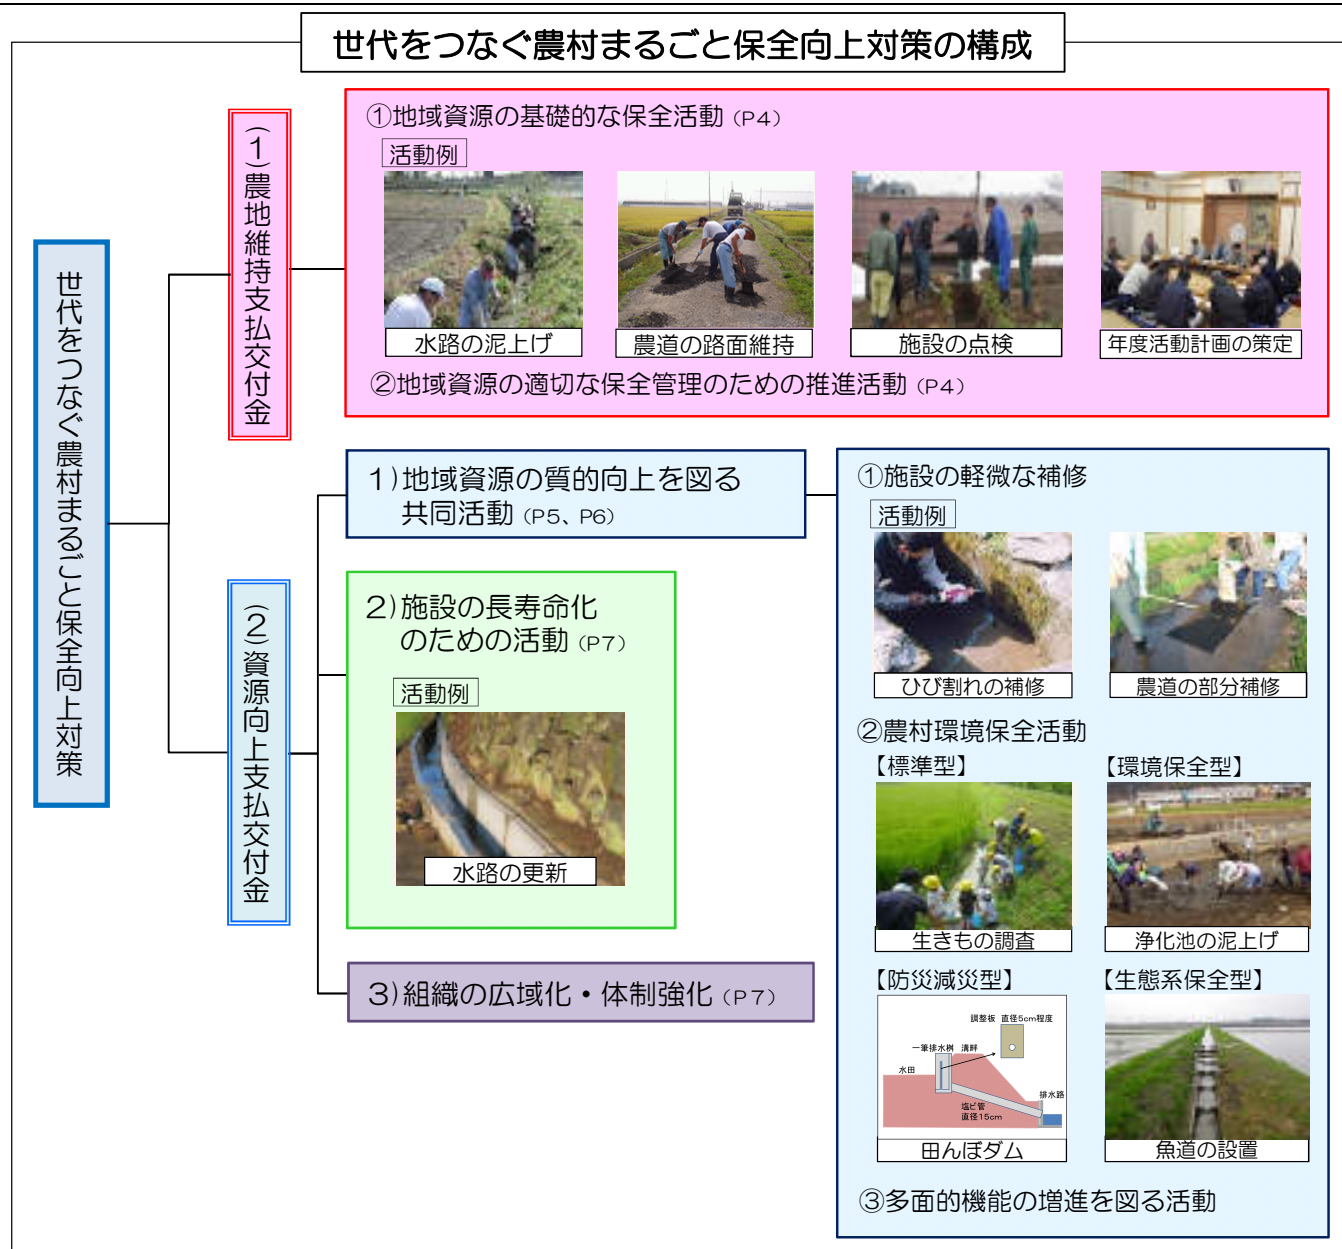 世代をつなぐ農村まるごと保全向上対策の構成
世代をつなぐ農村まるごと保全向上対策
(1)農地維持支払交付金
①地域資源の基礎的な保全活動(P4)
活動例
水路の泥上げ
農道の路面維持
施設の点検
年度活動計画の策定
②地域資源の適切な保全管理のための推進活動(P4)
(2)資源向上支払交付金
1)地域資源の質的向上を図る
共同活動(P5、P6)
2)施設の長寿命化
のための活動(P7)
活動例
水路の更新
3)組織の広域化・体制強化(P7)
①施設の軽微な補修
活動例
ひび割れの補修
農道の部分補修
②農村環境保全活動
【標準型】
【環境保全型】
生きもの調査
浄化池の泥上げ
【防災減災型】
【生態系保全型】
調整板 直径5cm程度
一筆排水桝 溝畔
水田
排水路
塩ビ管
直径15cm
田んぼダム
魚道の設置
③多面的機能の増進を図る活動